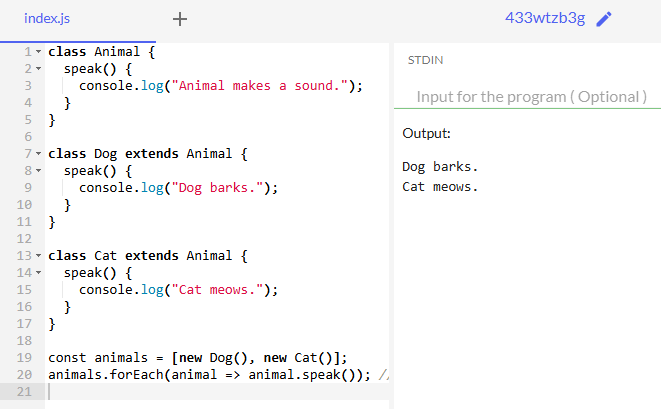 index.js
433wtzb3g
1 class Animal {
2   speak() {
3     console.log("Animal makes a sound.");
4   }
5 }
6
7 class Dog extends Animal {
8   speak() {
9     console.log("Dog barks.");
10   }
11 }
12
13 class Cat extends Animal {
14   speak() {
15     console.log("Cat meows.");
16   }
17 }
18
19 const animals = [new Dog(), new Cat()];
20 animals.forEach(animal => animal.speak()); //
21
STDIN
Input for the program ( Optional )
Output:
Dog barks.
Cat meows.